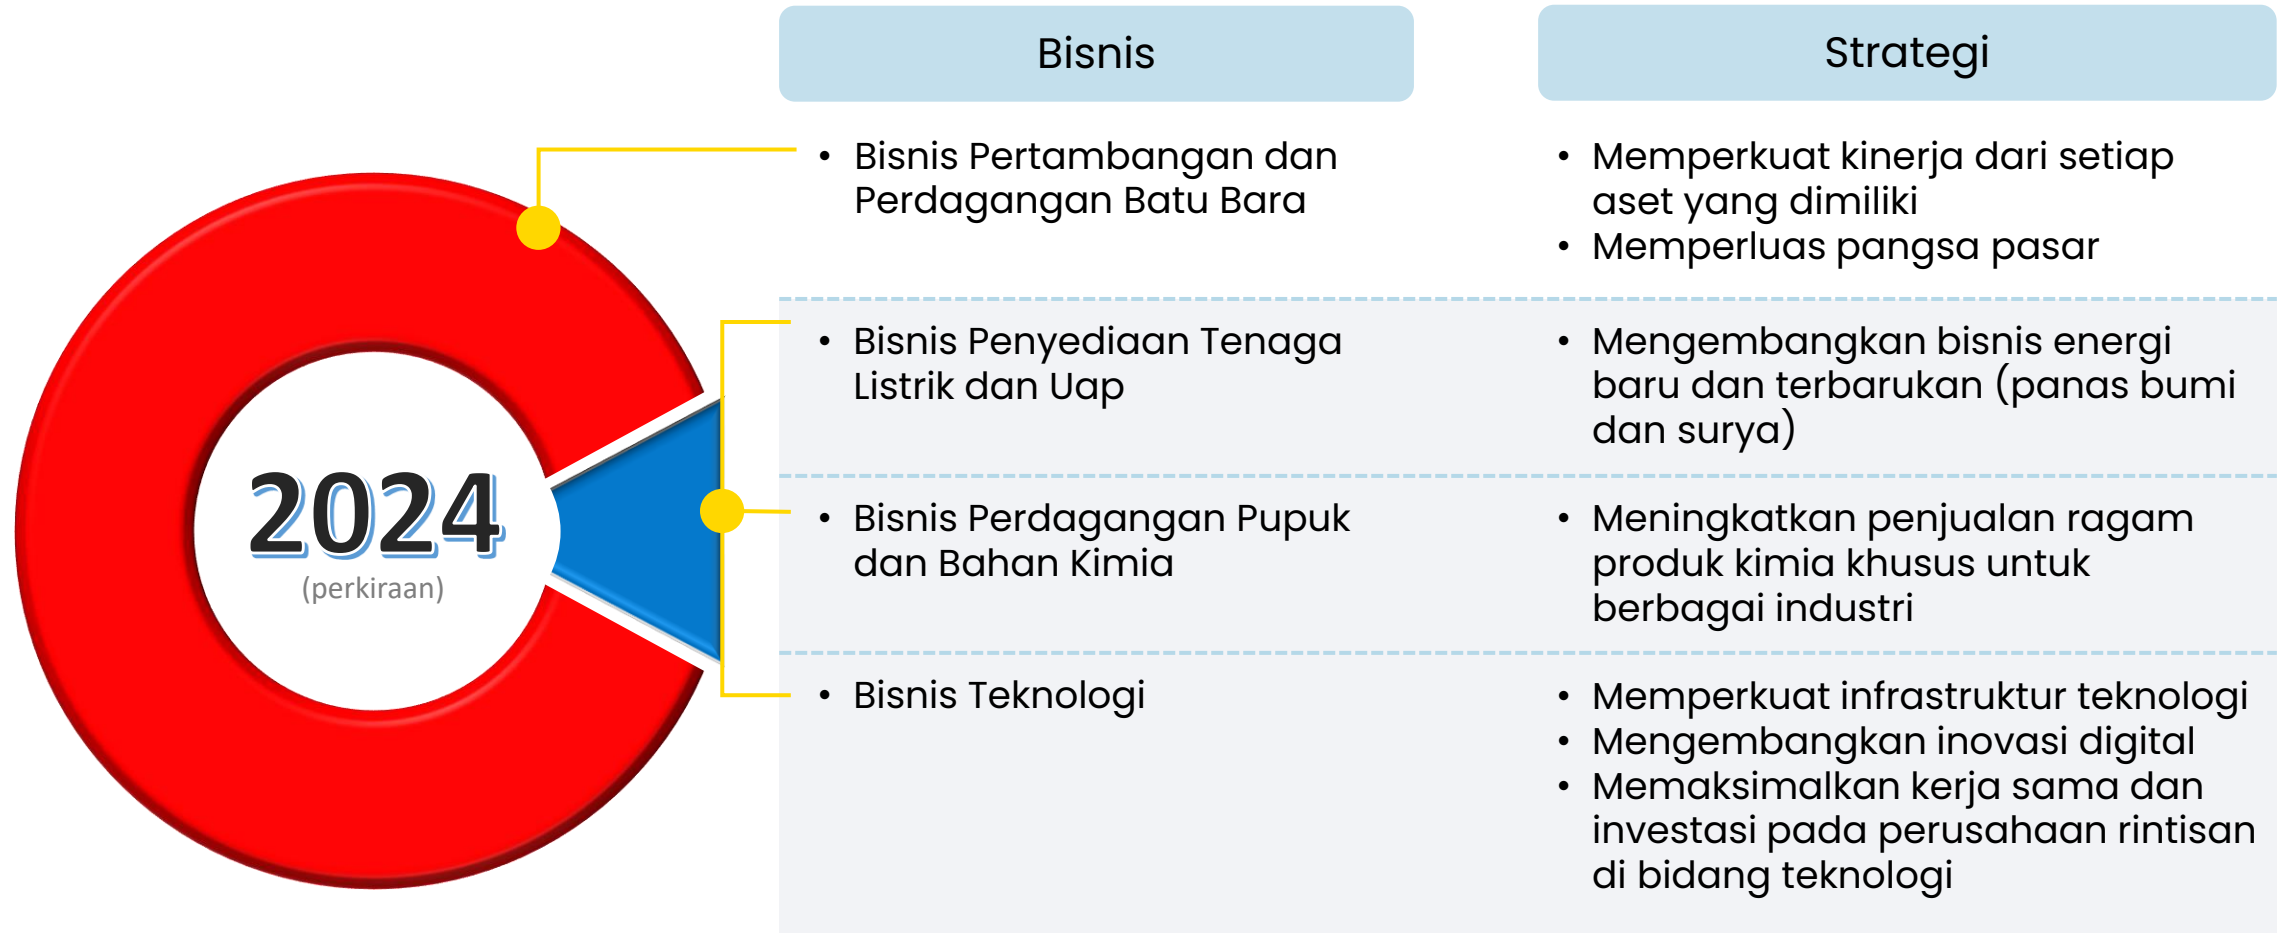 Bisnis
Strategi
• Bisnis Pertambangan dan
Perdagangan Batu Bara
• Memperkuat kinerja dari setiap
aset yang dimiliki
• Memperluas pangsa pasar
• Bisnis Penyediaan Tenaga
Listrik dan Uap
• Mengembangkan bisnis energi
baru dan terbarukan (panas bumi
dan surya)
2024
(perkiraan)
• Bisnis Perdagangan Pupuk
dan Bahan Kimia
• Meningkatkan penjualan ragam
produk kimia khusus untuk
berbagai industri
• Bisnis Teknologi
• Memperkuat infrastruktur teknologi
• Mengembangkan inovasi digital
• Memaksimalkan kerja sama dan
investasi pada perusahaan rintisan
di bidang teknologi